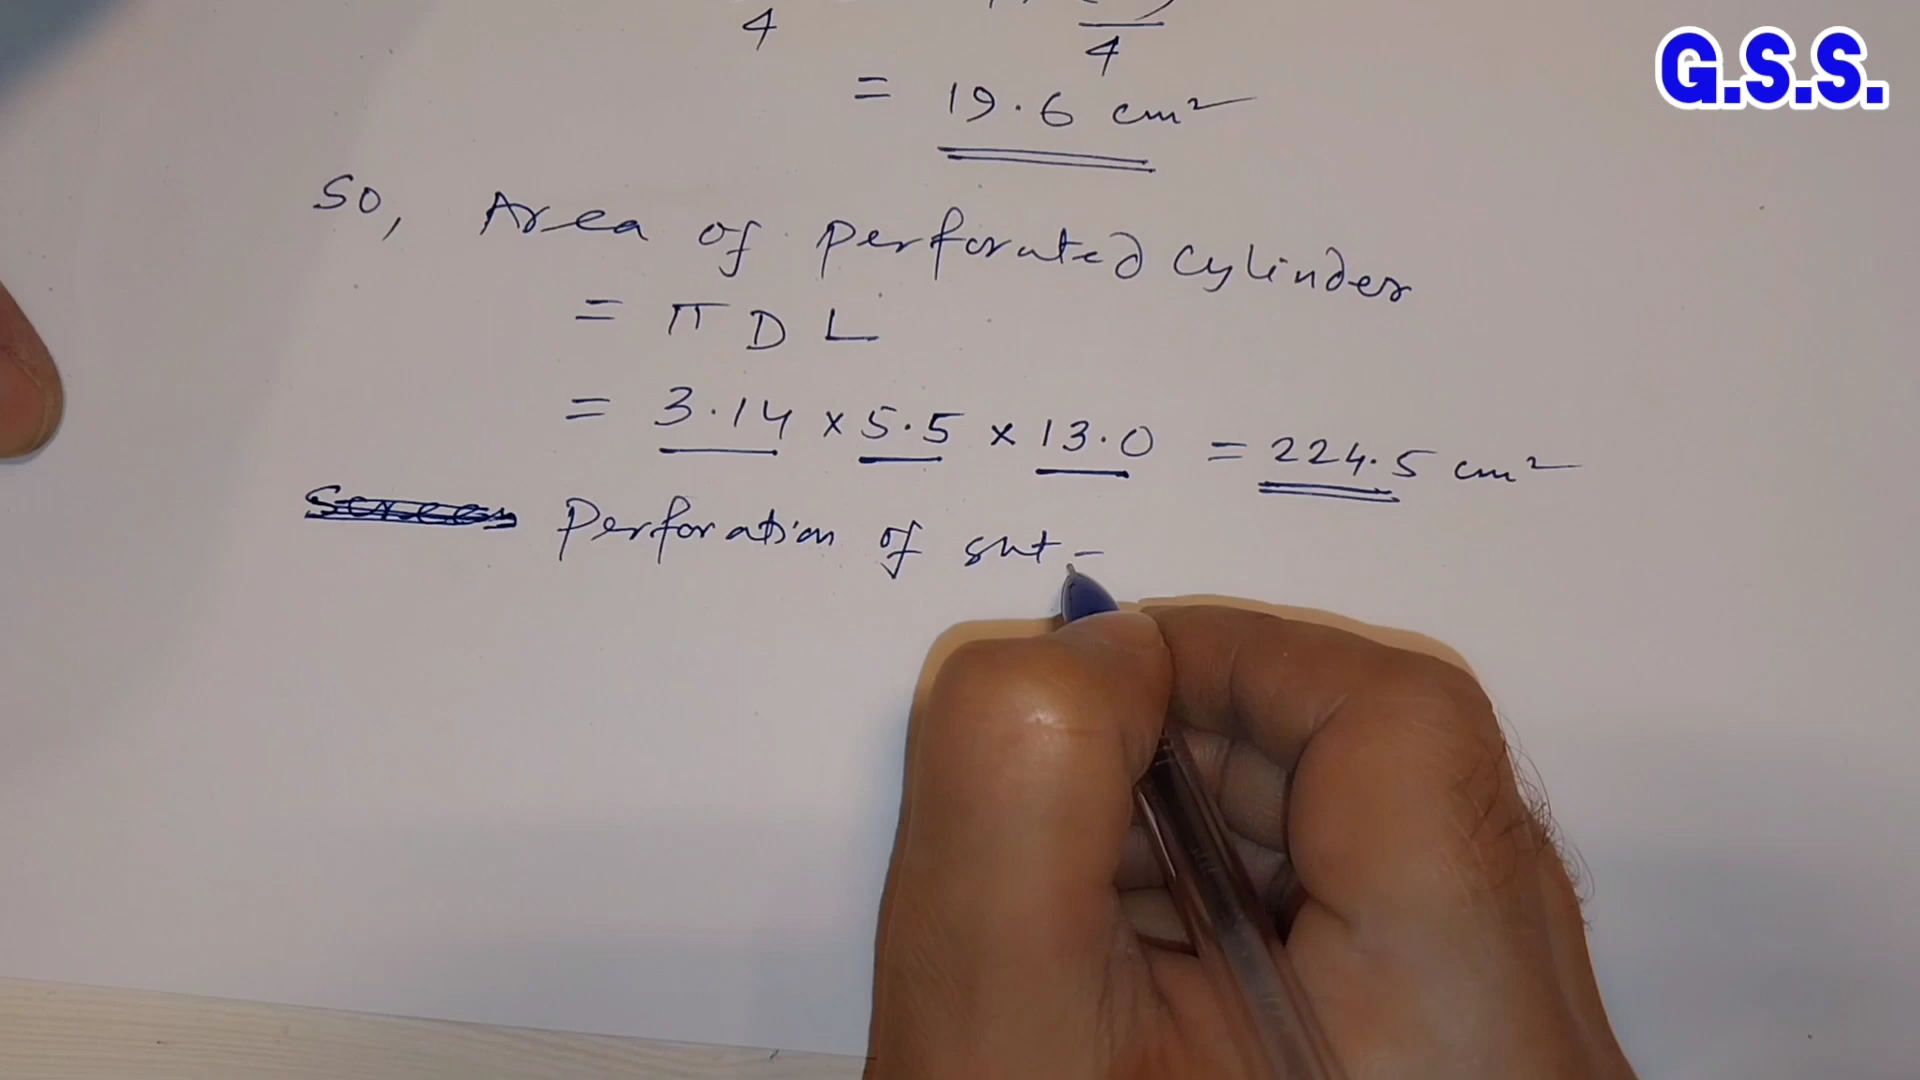 4 4
= 19.6 cm²
G.S.S.
So, Area of perforated cylinder
= π D L
= 3.14 × 5.5 × 13.0 = 224.5 cm²
Perforation of sht -